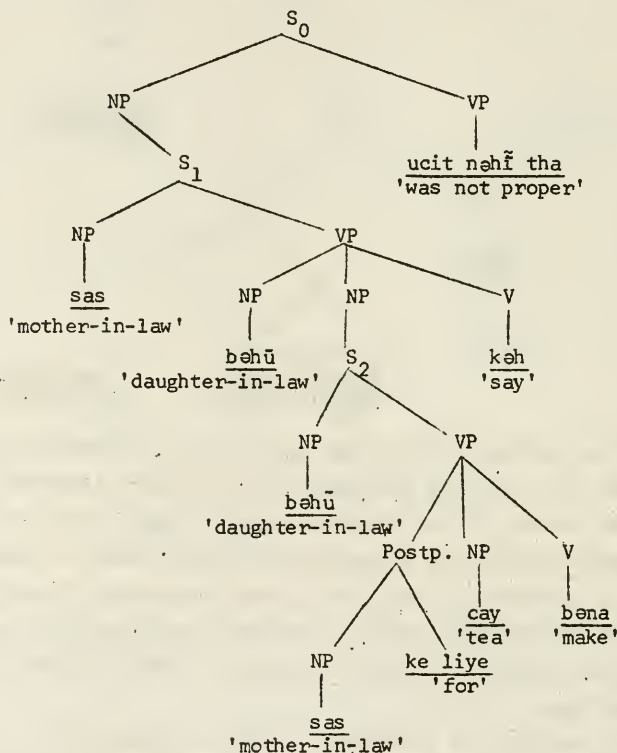 S0
NP VP
ucit nəhī̃ tha
'was not proper'
S1
NP VP
sas
'mother-in-law'
NP NP V
bəhū
'daughter-in-law'
kəh
'say'
S2
NP VP
bəhū
'daughter-in-law'
Postp. NP V
cay
'tea'
bəna
'make'
NP ke liye
'for'
sas
'mother-in-law'